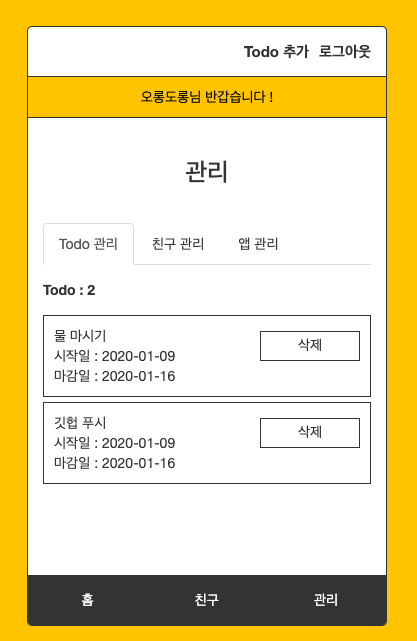 Todo 추가 로그아웃
오롱도롱님 반갑습니다 !
관리
Todo 관리 친구 관리 앱 관리
Todo : 2
물 마시기
삭제
시작일 : 2020-01-09
마감일 : 2020-01-16
깃헙 푸시
삭제
시작일 : 2020-01-09
마감일 : 2020-01-16
홈 친구 관리